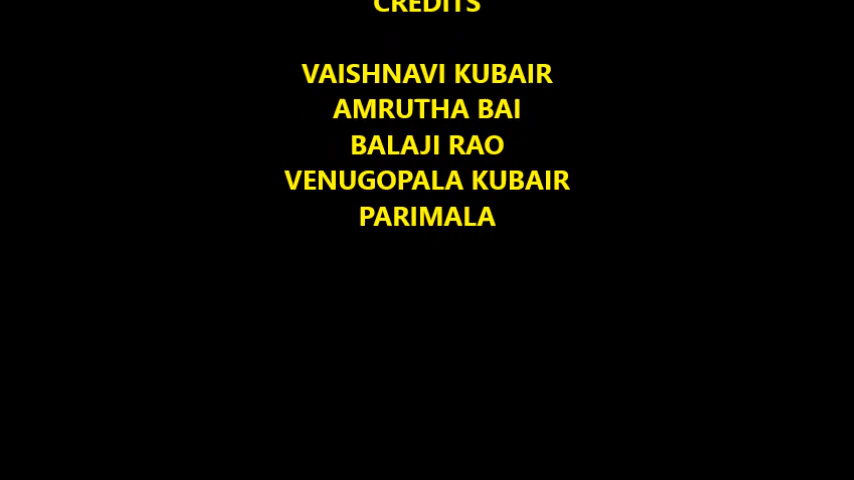 CREDITS
VAISHNAVI KUBAIR
AMRUTHA BAI
BALAJI RAO
VENUGOPALA KUBAIR
PARIMALA